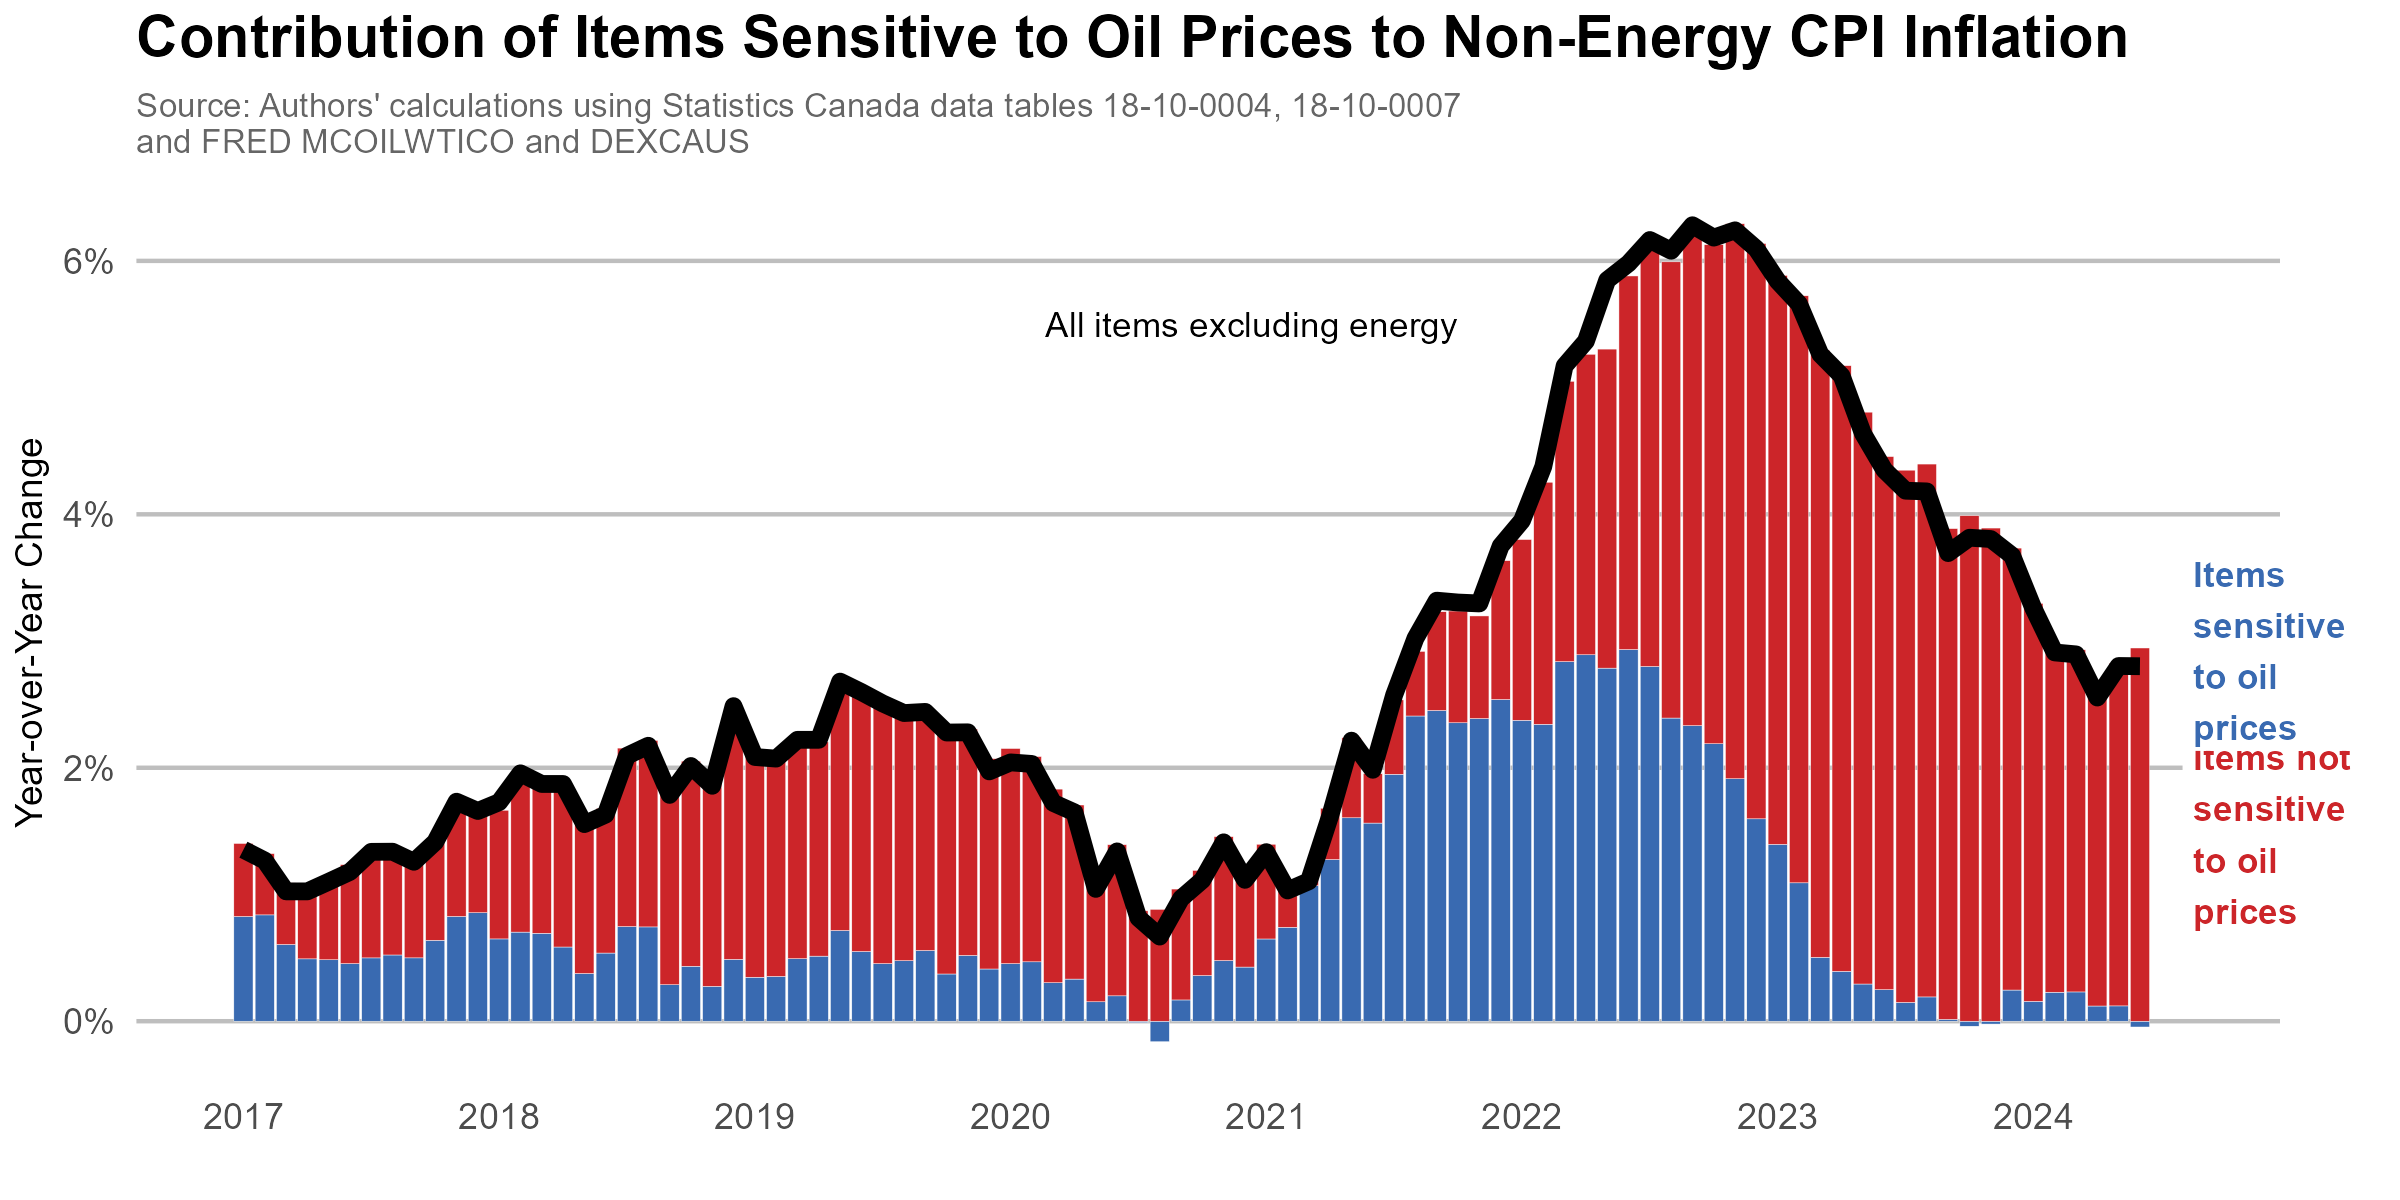 Contribution of Items Sensitive to Oil Prices to Non-Energy CPI Inflation
Source: Authors' calculations using Statistics Canada data tables 18-10-0004, 18-10-0007
and FRED MCOILWTICO and DEXCAUS
Year-over-Year Change
6%
4%
2%
0%
All items excluding energy
Items
sensitive
to oil
prices
Items not
sensitive
to oil
prices
2017
2018
2019
2020
2021
2022
2023
2024